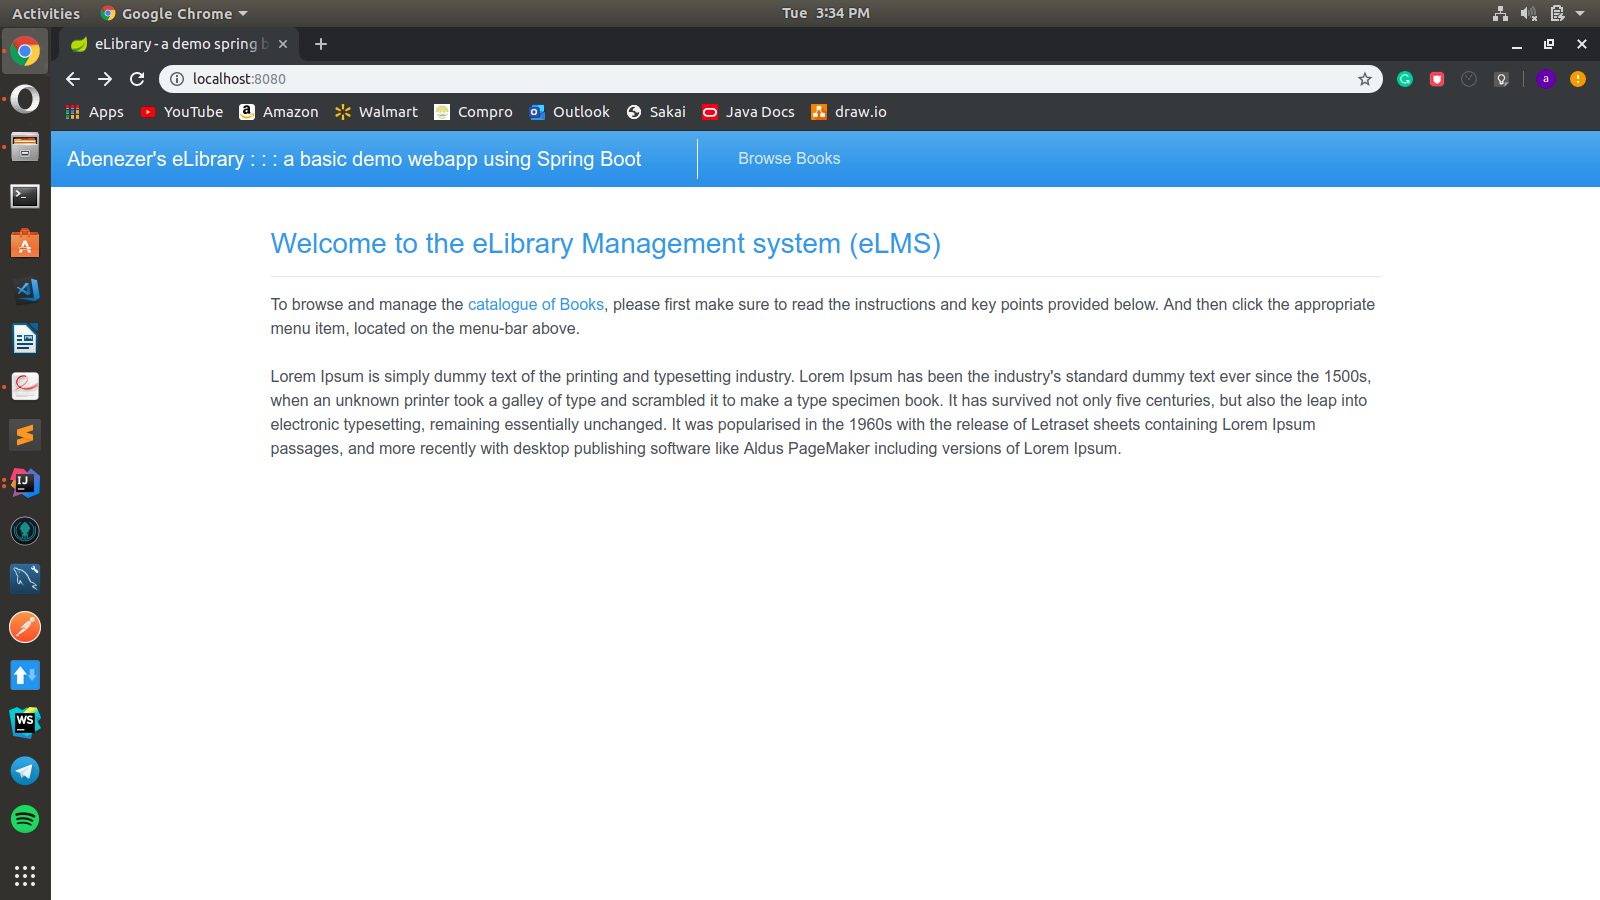 Activities
Google Chrome
Tue 3:34 PM
eLibrary - a demo spring b
localhost:8080
a
Apps
YouTube
Amazon
Walmart
Compro
Outlook
Sakai
Java Docs
draw.io
Abenezer's eLibrary : : : a basic demo webapp using Spring Boot
Browse Books
Welcome to the eLibrary Management system (eLMS)
To browse and manage the catalogue of Books, please first make sure to read the instructions and key points provided below. And then click the appropriate
menu item, located on the menu-bar above.
Lorem Ipsum is simply dummy text of the printing and typesetting industry. Lorem Ipsum has been the industry's standard dummy text ever since the 1500s,
when an unknown printer took a galley of type and scrambled it to make a type specimen book. It has survived not only five centuries, but also the leap into
electronic typesetting, remaining essentially unchanged. It was popularised in the 1960s with the release of Letraset sheets containing Lorem Ipsum
passages, and more recently with desktop publishing software like Aldus PageMaker including versions of Lorem Ipsum.
IJ
WS